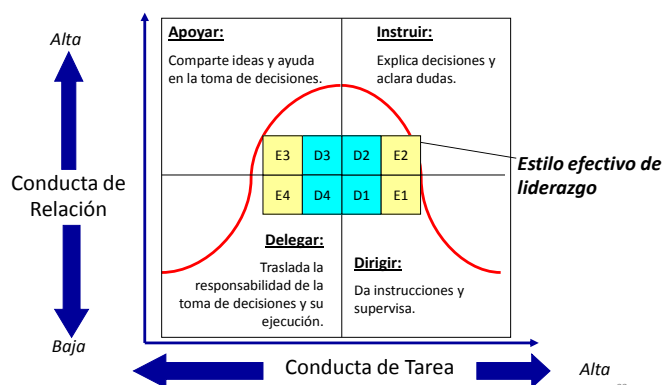 Alta
Apoyar:
Comparte ideas y ayuda
en la toma de decisiones.
Instruir:
Explica decisiones y
aclara dudas.
E3 D3 D2 E2
E4 D4 D1 E1
Estilo efectivo de
liderazgo
Conducta de
Relación
Delegar:
Traslada la
responsabilidad de la
toma de decisiones y su
ejecución.
Dirigir:
Da instrucciones y
supervisa.
Baja
Conducta de Tarea
Alta